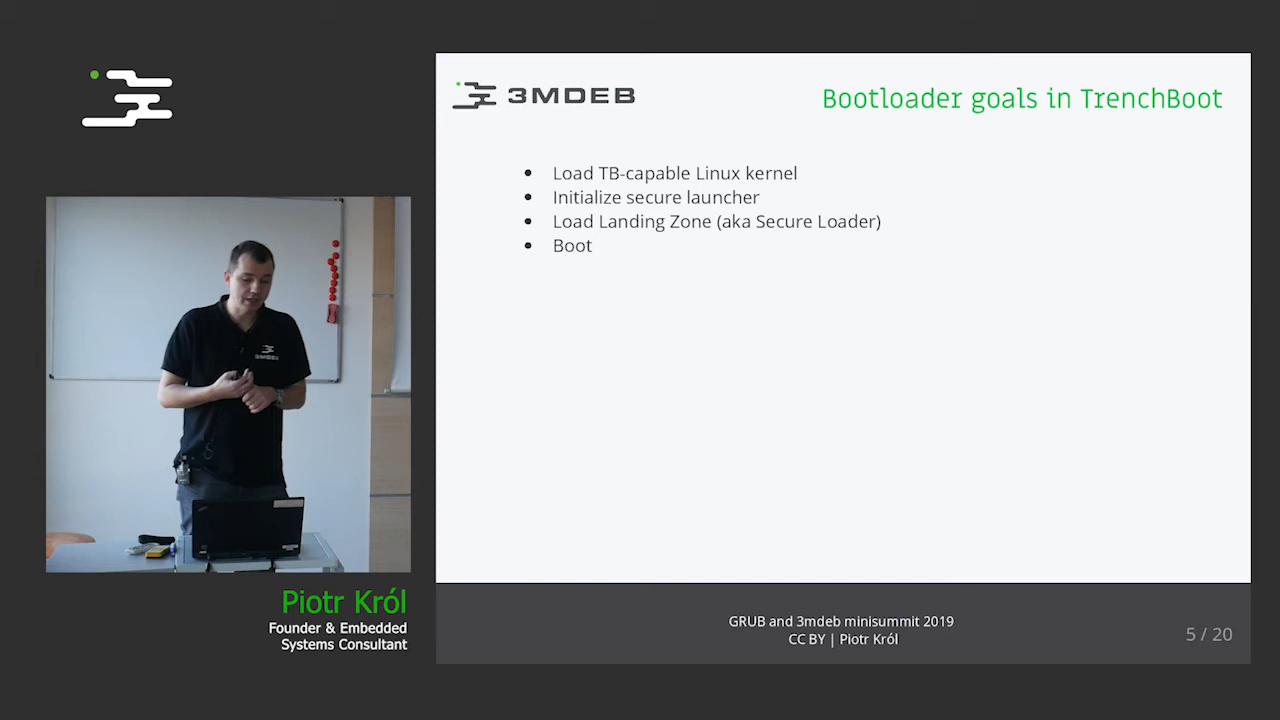 3MDEB
Bootloader goals in TrenchBoot
Load TB-capable Linux kernel
Initialize secure launcher
Load Landing Zone (aka Secure Loader)
Boot
3MDEB
Piotr Król
Founder & Embedded
Systems Consultant
GRUB and 3mdeb minisummit 2019
CC BY | Piotr Król
5 / 20